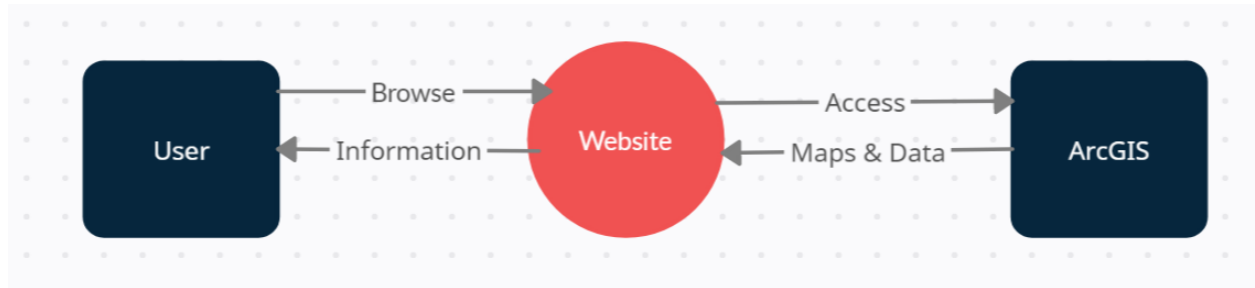 Browse
Access
User
Information
Website
Maps & Data
ArcGIS